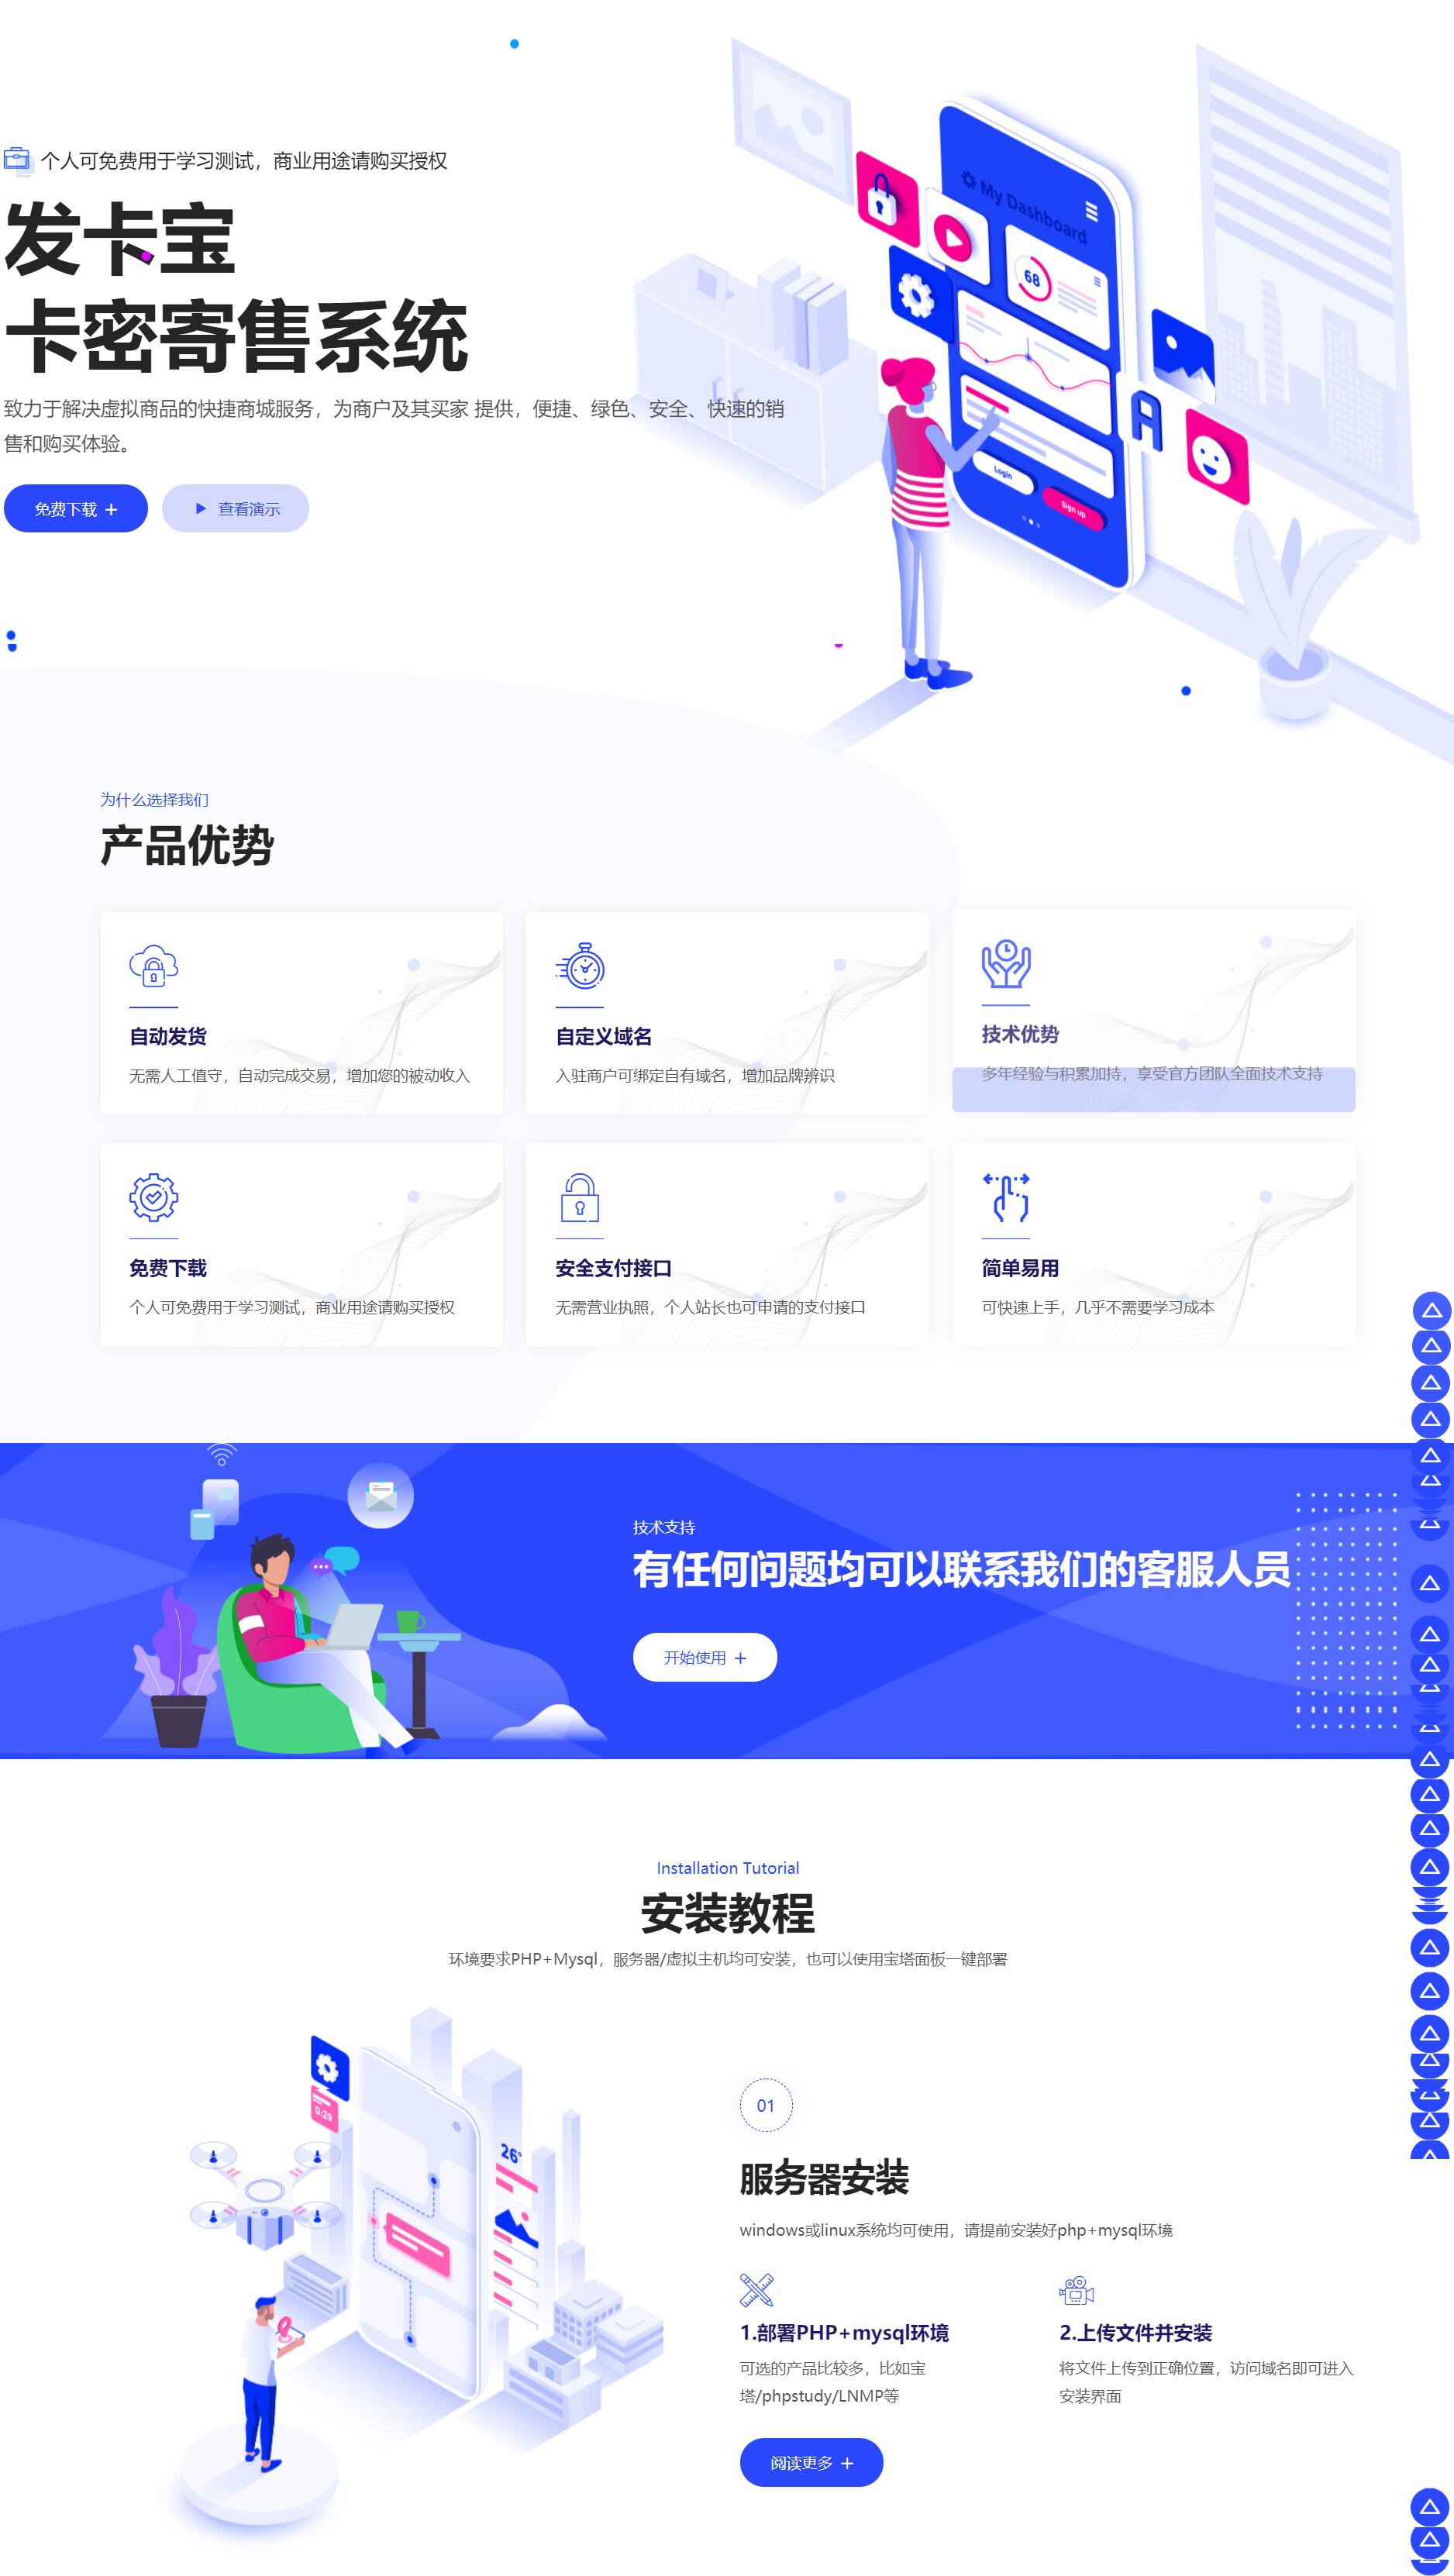 个人可免费用于学习测试，商业用途请购买授权
发卡宝
卡密寄售系统
致力于解决虚拟商品的快捷商城服务，为商户及其买家 提供，便捷、绿色、安全、快速的销
售和购买体验。
免费下载 +
查看演示
My Dashboard
68
A
Login
Sign up
为什么选择我们
产品优势
自动发货
无需人工值守，自动完成交易，增加您的被动收入
自定义域名
入驻商户可绑定自有域名，增加品牌辨识
技术优势
多年经验与积累加持，享受官方团队全面技术支持
免费下载
个人可免费用于学习测试，商业用途请购买授权
安全支付接口
无需营业执照，个人站长也可申请的支付接口
简单易用
可快速上手，几乎不需要学习成本
技术支持
有任何问题均可以联系我们的客服人员
开始使用 +
Installation Tutorial
安装教程
环境要求PHP+Mysql，服务器/虚拟主机均可安装，也可以使用宝塔面板一键部署
0:29
26°
01
服务器安装
windows或linux系统均可使用，请提前安装好php+mysql环境
1.部署PHP+mysql环境
可选的产品比较多，比如宝
塔/phpstudy/LNMP等
2.上传文件并安装
将文件上传到正确位置，访问域名即可进入
安装界面
阅读更多 +